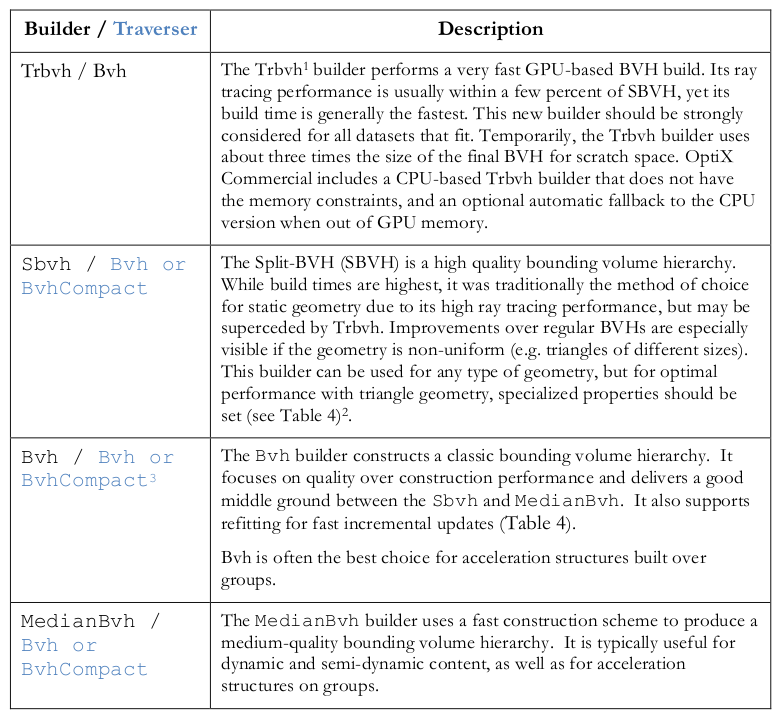 Builder / Traverser
Description
Trbvh / Bvh
The Trbvh1 builder performs a very fast GPU-based BVH build. Its ray
tracing performance is usually within a few percent of SBVH, yet its
build time is generally the fastest. This new builder should be strongly
considered for all datasets that fit. Temporarily, the Trbvh builder uses
about three times the size of the final BVH for scratch space. OptiX
Commercial includes a CPU-based Trbvh builder that does not have
the memory constraints, and an optional automatic fallback to the CPU
version when out of GPU memory.
Sbvh / Bvh or
BvhCompact
The Split-BVH (SBVH) is a high quality bounding volume hierarchy.
While build times are highest, it was traditionally the method of choice
for static geometry due to its high ray tracing performance, but may be
superceded by Trbvh. Improvements over regular BVHs are especially
visible if the geometry is non-uniform (e.g. triangles of different sizes).
This builder can be used for any type of geometry, but for optimal
performance with triangle geometry, specialized properties should be
set (see Table 4)2.
Bvh / Bvh or
BvhCompact3
The Bvh builder constructs a classic bounding volume hierarchy. It
focuses on quality over construction performance and delivers a good
middle ground between the Sbvh and MedianBvh. It also supports
refitting for fast incremental updates (Table 4).
Bvh is often the best choice for acceleration structures built over
groups.
MedianBvh /
Bvh or
BvhCompact
The MedianBvh builder uses a fast construction scheme to produce a
medium-quality bounding volume hierarchy. It is typically useful for
dynamic and semi-dynamic content, as well as for acceleration
structures on groups.